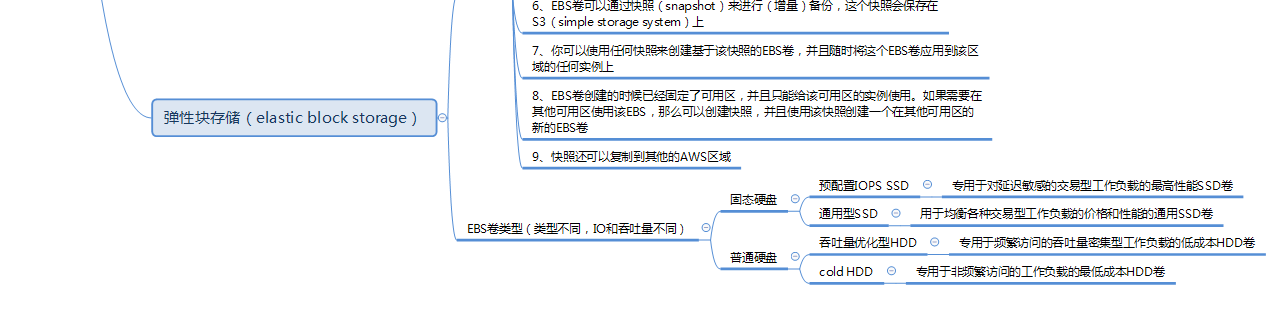 6、EBS卷可以通过快照（snapshot）来进行（增量）备份，这个快照会保存在
S3（simple storage system）上
7、你可以使用任何快照来创建基于该快照的EBS卷，并且随时将这个EBS卷应用到该区
域的任何实例上
8、EBS卷创建的时候已经固定了可用区，并且只能给该可用区的实例使用。如果需要在
其他可用区使用该EBS，那么可以创建快照，并且使用该快照创建一个在其他可用区的
新的EBS卷
9、快照还可以复制到其他的AWS区域
弹性块存储（elastic block storage）
EBS卷类型（类型不同，IO和吞吐量不同）
固态硬盘
预配置IOPS SSD
专用于对延迟敏感的交易型工作负载的最高性能SSD卷
通用型SSD
用于均衡各种交易型工作负载的价格和性能的通用SSD卷
普通硬盘
吞吐量优化型HDD
专用于频繁访问的吞吐量密集型工作负载的低成本HDD卷
cold HDD
专用于非频繁访问的工作负载的最低成本HDD卷